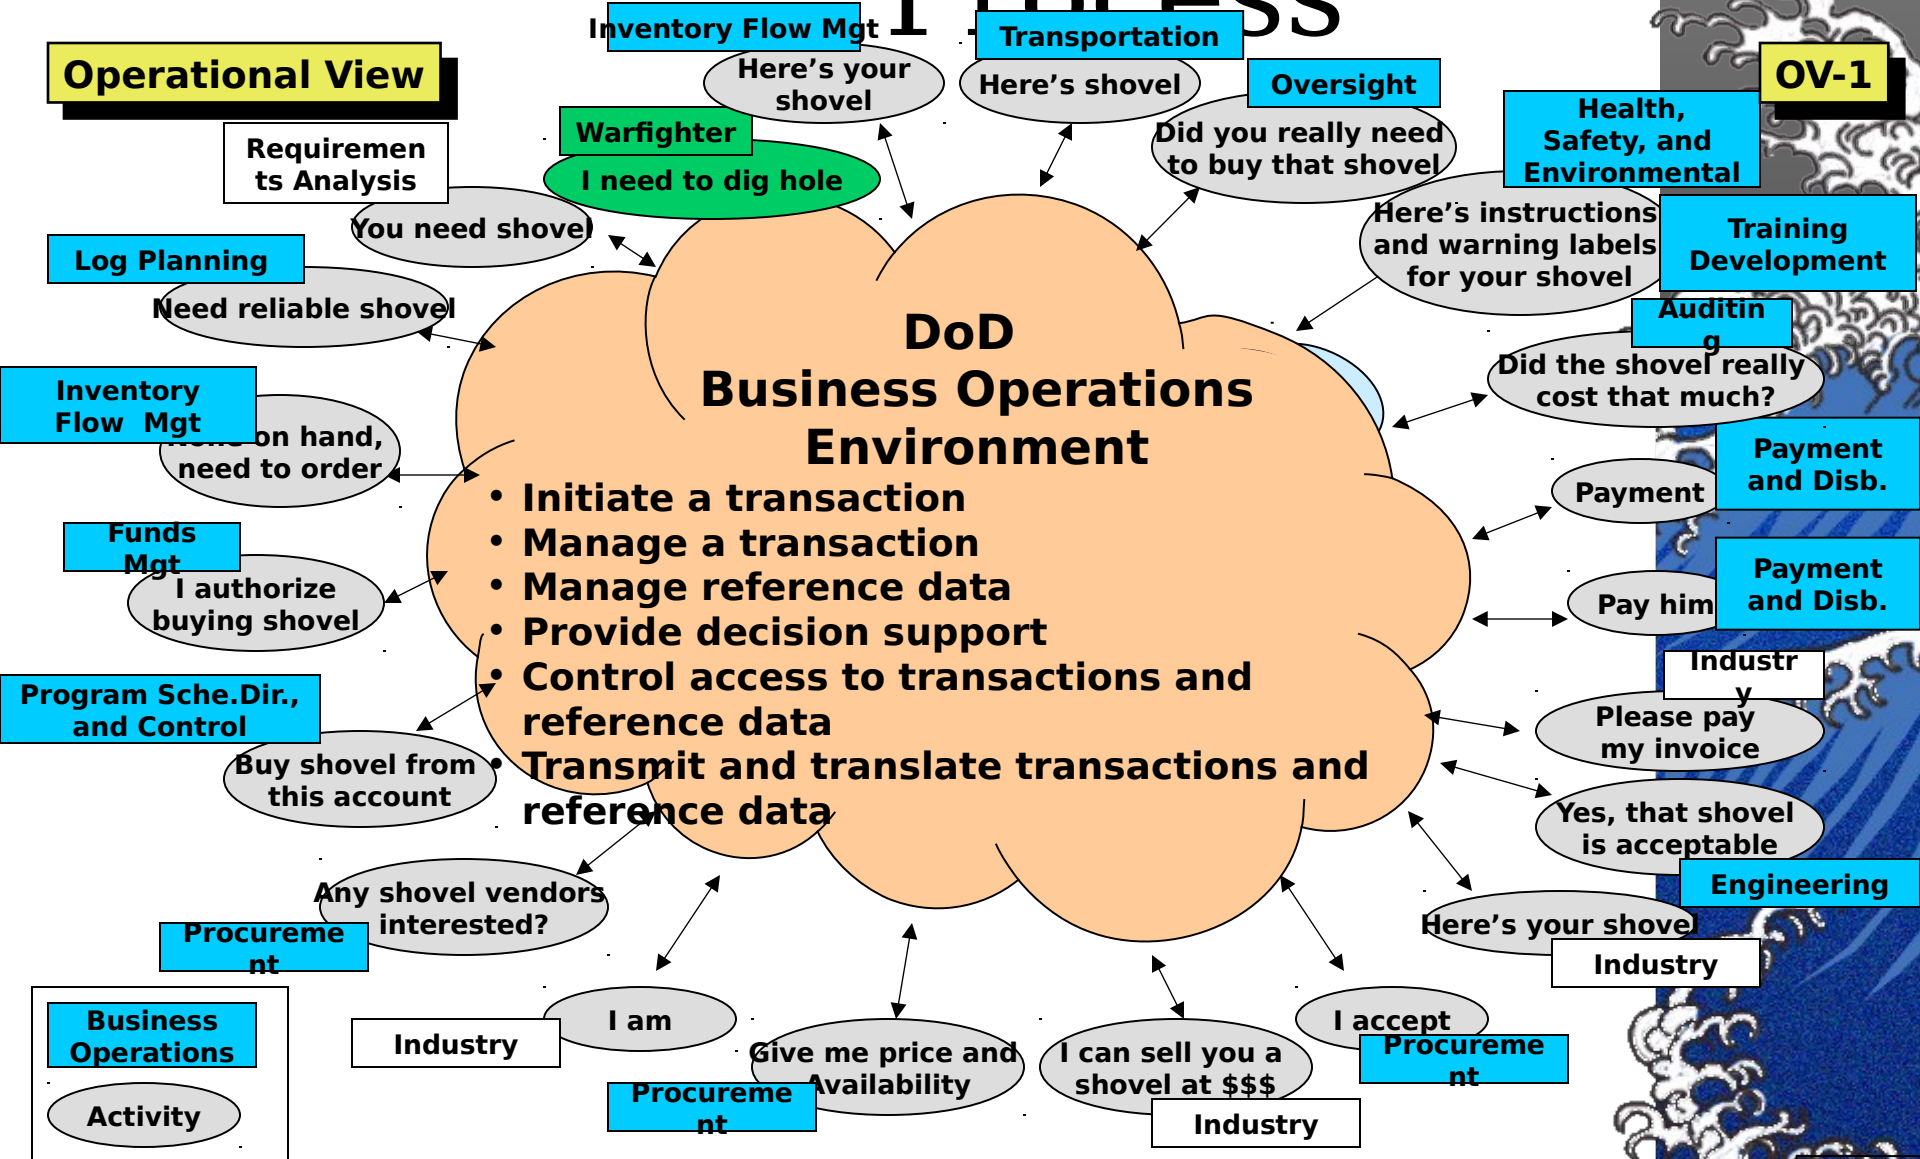 Process
Operational View
OV-1
Inventory Flow Mgt
Here’s your
shovel
Transportation
Here’s shovel
Oversight
Did you really need
to buy that shovel
Health,
Safety, and
Environmental
Here’s instructions
and warning labels
for your shovel
Training
Development
Auditin
g
Did the shovel really
cost that much?
Payment
and Disb.
Payment
Payment
and Disb.
Pay him
Industr
y
Please pay
my invoice
Yes, that shovel
is acceptable
Engineering
Here’s your shovel
Industry
I accept
Procureme
nt
I can sell you a
shovel at $$$
Industry
Give me price and
Availability
Procureme
nt
I am
Industry
Any shovel vendors
interested?
Procureme
nt
Buy shovel from
this account
Program Sche.Dir.,
and Control
I authorize
buying shovel
Funds
Mgt
None on hand,
need to order
Inventory
Flow  Mgt
Need reliable shovel
Log Planning
You need shovel
Requiremen
ts Analysis
Warfighter
I need to dig hole
DoD
Business Operations
Environment
• Initiate a transaction
• Manage a transaction
• Manage reference data
• Provide decision support
• Control access to transactions and
reference data
• Transmit and translate transactions and
reference data
Business
Operations
Activity